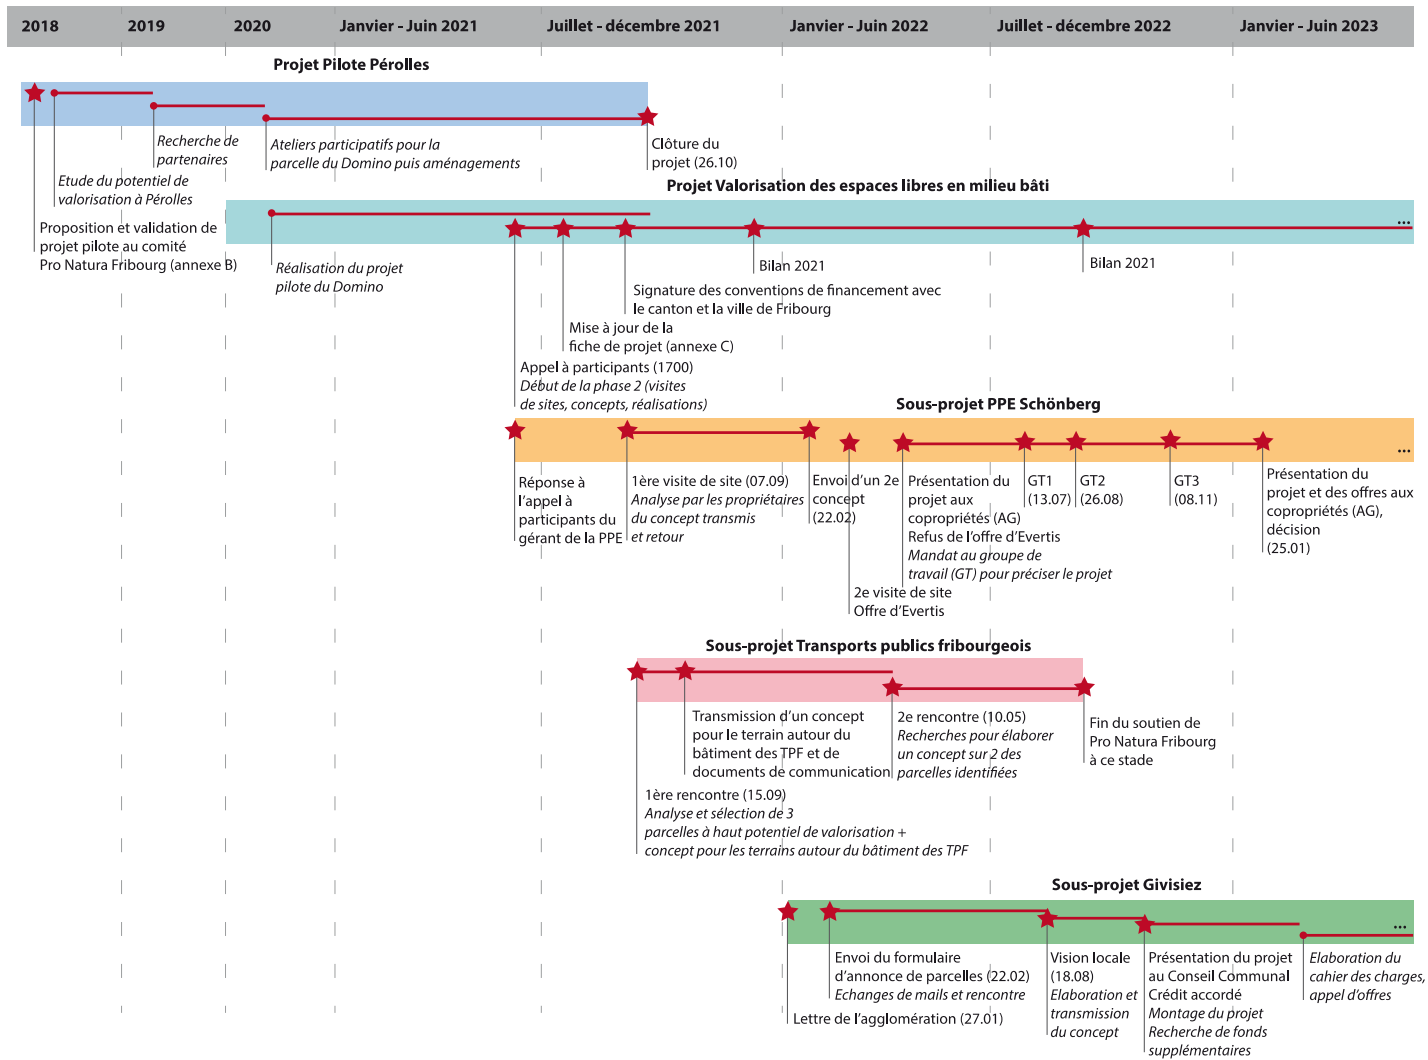 2018
2019
2020
Janvier - Juin 2021
Juillet - décembre 2021
Janvier - Juin 2022
Juillet - décembre 2022
Janvier - Juin 2023
Projet Pilote Pérolles
Recherche de
partenaires
Ateliers participatifs pour la
parcelle du Domino puis aménagements
Clôture du
projet (26.10)
Etude du potentiel de
valorisation à Pérolles
Proposition et validation de
projet pilote au comité
Pro Natura Fribourg (annexe B)
Projet Valorisation des espaces libres en milieu bâti
...
Réalisation du projet
pilote du Domino
Bilan 2021
Bilan 2021
Signature des conventions de financement avec
le canton et la ville de Fribourg
Mise à jour de la
fiche de projet (annexe C)
Appel à participants (1700)
Début de la phase 2 (visites
de sites, concepts, réalisations)
Sous-projet PPE Schönberg
...
Réponse à
l'appel à
participants du
gérant de la PPE
1ère visite de site (07.09)
Analyse par les propriétaires
du concept transmis
et retour
Envoi d'un 2e
concept
(22.02)
Présentation du
projet aux
copropriétés (AG)
Refus de l'offre d'Evertis
Mandat au groupe de
travail (GT) pour préciser le projet
GT1
(13.07)
GT2
(26.08)
GT3
(08.11)
Présentation du
projet et des offres aux
copropriétés (AG),
décision
(25.01)
2e visite de site
Offre d'Evertis
Sous-projet Transports publics fribourgeois
Transmission d'un concept
pour le terrain autour du
bâtiment des TPF et de
documents de communication
2e rencontre (10.05)
Recherches pour élaborer
un concept sur 2 des
parcelles identifiées
Fin du soutien de
Pro Natura Fribourg
à ce stade
1ère rencontre (15.09)
Analyse et sélection de 3
parcelles à haut potentiel de valorisation +
concept pour les terrains autour du bâtiment des TPF
Sous-projet Givisiez
...
Envoi du formulaire
d'annonce de parcelles (22.02)
Echanges de mails et rencontre
Lettre de l'agglomération (27.01)
Vision locale
(18.08)
Elaboration et
transmission
du concept
Présentation du projet
au Conseil Communal
Crédit accordé
Montage du projet
Recherche de fonds
supplémentaires
Elaboration du
cahier des charges,
appel d'offres